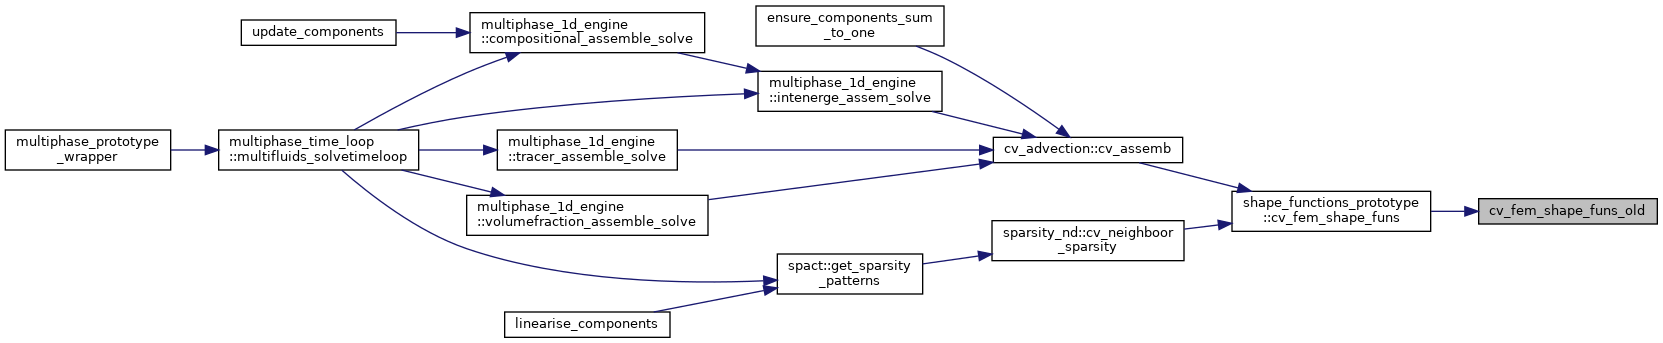 ensure_components_sum
_to_one
update_components
multiphase_1d_engine
::compositional_assemble_solve
multiphase_1d_engine
::intenerge_assem_solve
multiphase_prototype
_wrapper
multiphase_time_loop
::multifluids_solvetimeloop
multiphase_1d_engine
::tracer_assemble_solve
cv_advection::cv_assemb
multiphase_1d_engine
::volumefraction_assemble_solve
shape_functions_prototype
::cv_fem_shape_funs
cv_fem_shape_funs_old
sparsity_nd::cv_neighboor
_sparsity
spact::get_sparsity
_patterns
linearise_components